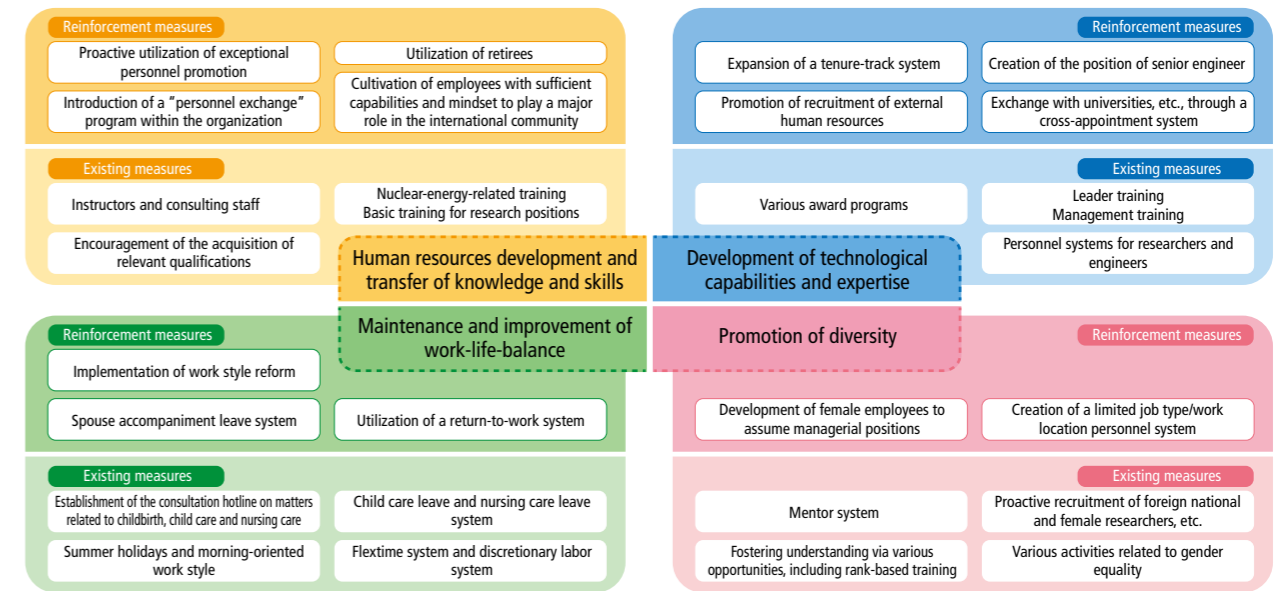 Reinforcement measures
Proactive utilization of exceptional
personnel promotion
Utilization of retirees
Introduction of a “personnel exchange”
program within the organization
Cultivation of employees with sufficient
capabilities and mindset to play a major
role in the international community
Existing measures
Instructors and consulting staff
Nuclear-energy-related training
Basic training for research positions
Encouragement of the acquisition of
relevant qualifications
Human resources development and
transfer of knowledge and skills
Reinforcement measures
Expansion of a tenure-track system
Creation of the position of senior engineer
Promotion of recruitment of external
human resources
Exchange with universities, etc., through a
cross-appointment system
Existing measures
Various award programs
Leader training
Management training
Personnel systems for researchers and
engineers
Development of technological
capabilities and expertise
Maintenance and improvement of
work-life-balance
Reinforcement measures
Implementation of work style reform
Spouse accompaniment leave system
Utilization of a return-to-work system
Existing measures
Establishment of the consultation hotline on matters
related to childbirth, child care and nursing care
Child care leave and nursing care leave
system
Summer holidays and morning-oriented
work style
Flextime system and discretionary labor
system
Promotion of diversity
Reinforcement measures
Development of female employees to
assume managerial positions
Creation of a limited job type/work
location personnel system
Existing measures
Mentor system
Proactive recruitment of foreign national
and female researchers, etc.
Fostering understanding via various
opportunities, including rank-based training
Various activities related to gender
equality